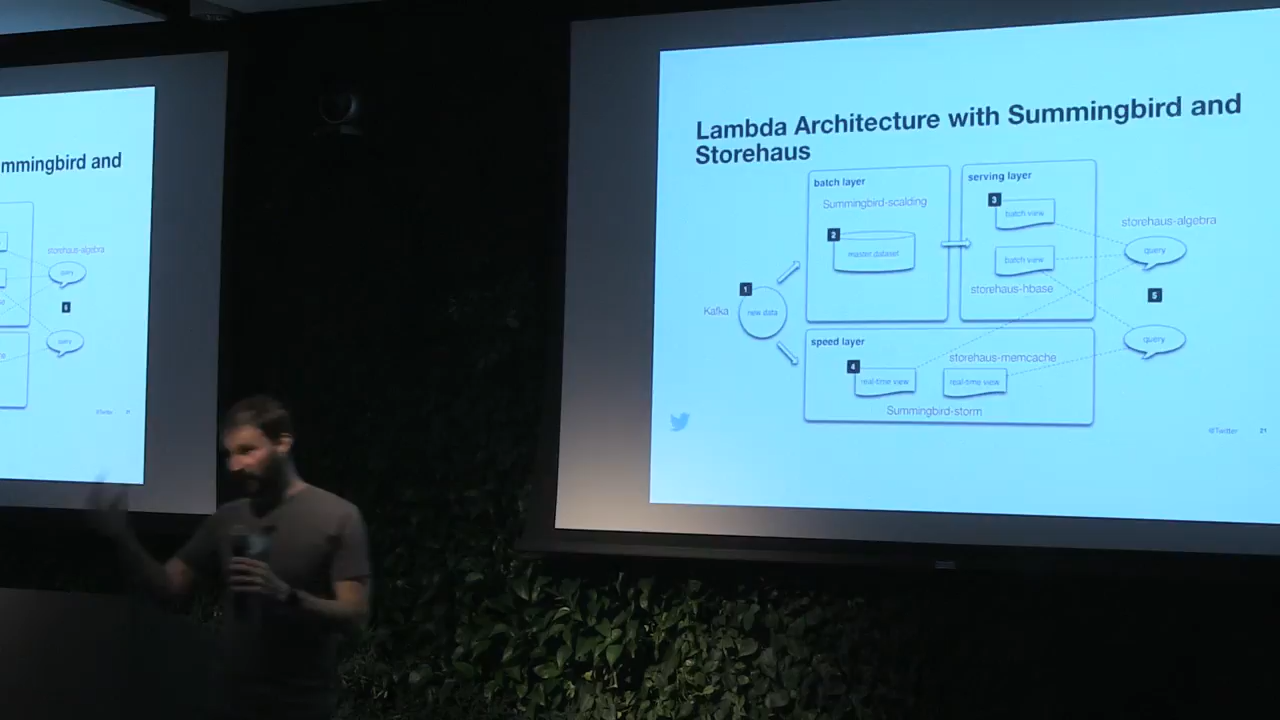 mmingbird and
storehaus-algebra
query
query
Lambda Architecture with Summingbird and
Storehaus
batch layer
Summingbird-scalding
2
master dataset
serving layer
3
batch view
batch view
storehaus-hbase
storehaus-algebra
query
5
query
1
Kafka
new data
speed layer
4
real-time view
storehaus-memcache
real-time view
Summingbird-storm
@Twitter 21